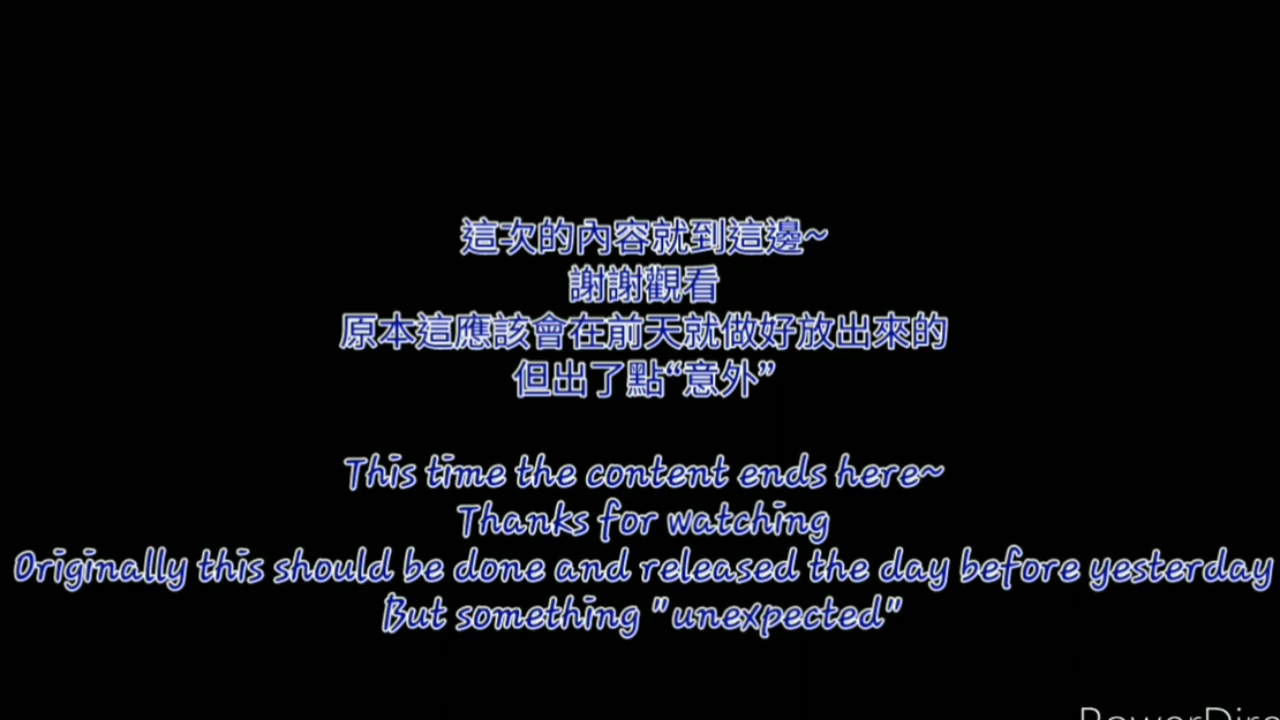 這次的內容就到這邊~
謝謝觀看
原本這應該會在前天就做好放出來的
但出了點“意外”
This time the content ends here~
Thanks for watching
Originally this should be done and released the day before yesterday
But something "unexpected"